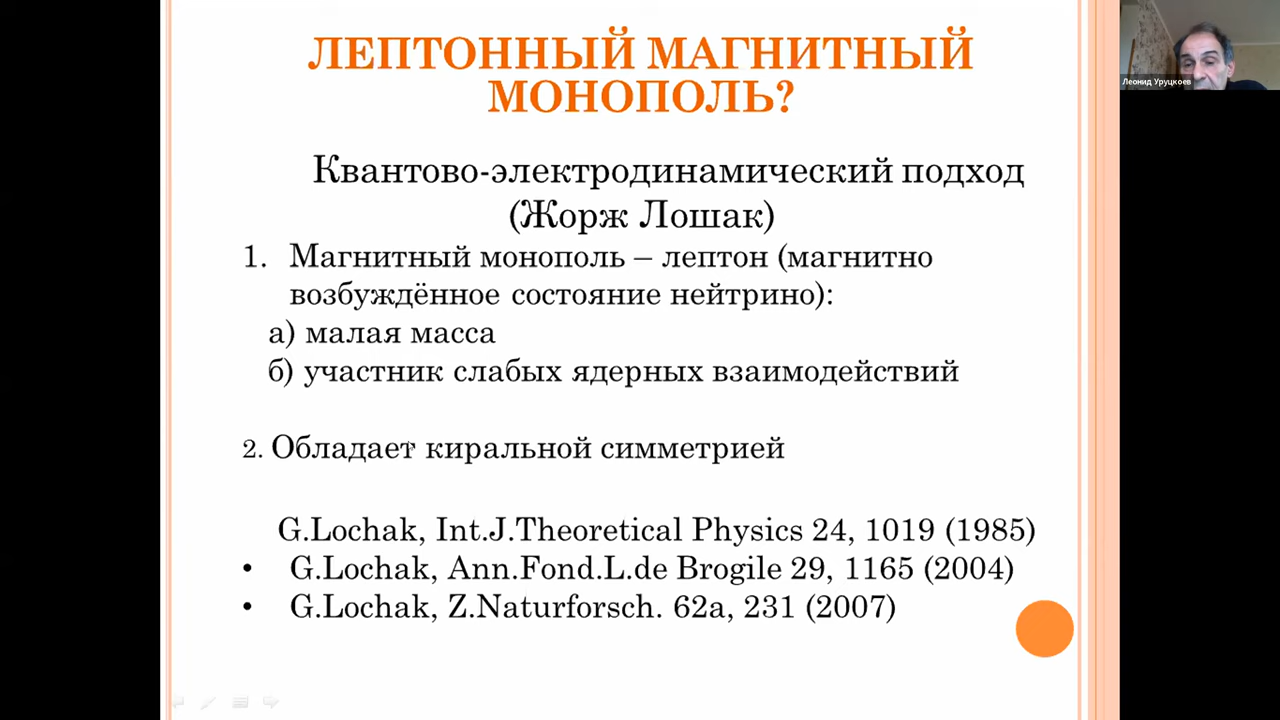 ЛЕПТОННЫЙ МАГНИТНЫЙ
МОНОПОЛЬ?
Квантово-электродинамический подход
(Жорж Лошак)
1. Магнитный монополь – лептон (магнитно
возбуждённое состояние нейтрино):
а) малая масса
б) участник слабых ядерных взаимодействий
2. Обладает киральной симметрией
G.Lochak, Int.J.Theoretical Physics 24, 1019 (1985)
• G.Lochak, Ann.Fond.L.de Brogile 29, 1165 (2004)
• G.Lochak, Z.Naturforsch. 62a, 231 (2007)
Леонид Уруцкоев